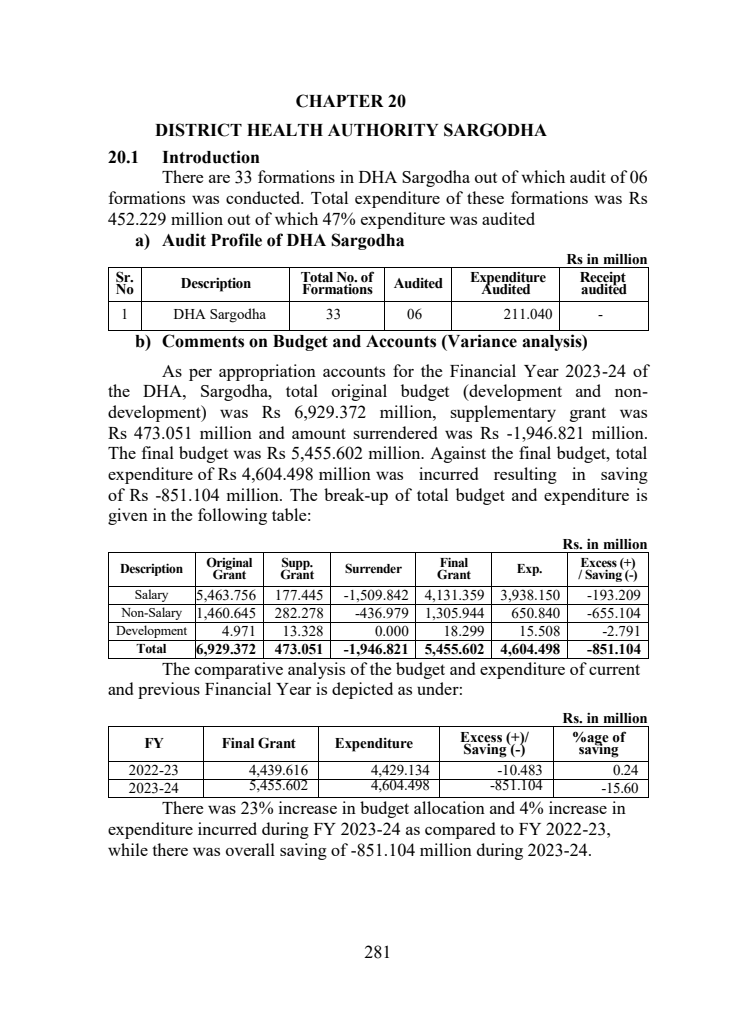 CHAPTER 20
DISTRICT HEALTH AUTHORITY SARGODHA
20.1 Introduction
There are 33 formations in DHA Sargodha out of which audit of 06
formations was conducted. Total expenditure of these formations was Rs
452.229 million out of which 47% expenditure was audited
a) Audit Profile of DHA Sargodha
Rs in million
Sr. No Description Total No. of Formations Audited Expenditure Audited Receipt audited
1 DHA Sargodha 33 06 211.040 -
b) Comments on Budget and Accounts (Variance analysis)
As per appropriation accounts for the Financial Year 2023-24 of
the DHA, Sargodha, total original budget (development and non-
development) was Rs 6,929.372 million, supplementary grant was
Rs 473.051 million and amount surrendered was Rs -1,946.821 million.
The final budget was Rs 5,455.602 million. Against the final budget, total
expenditure of Rs 4,604.498 million was incurred resulting in saving
of Rs -851.104 million. The break-up of total budget and expenditure is
given in the following table:
Rs. in million
Description Original Grant Supp. Grant Surrender Final Grant Exp. Excess (+) / Saving (-)
Salary 5,463.756 177.445 -1,509.842 4,131.359 3,938.150 -193.209
Non-Salary 1,460.645 282.278 -436.979 1,305.944 650.840 -655.104
Development 4.971 13.328 0.000 18.299 15.508 -2.791
Total 6,929.372 473.051 -1,946.821 5,455.602 4,604.498 -851.104
The comparative analysis of the budget and expenditure of current
and previous Financial Year is depicted as under:
Rs. in million
FY Final Grant Expenditure Excess (+)/ Saving (-) %age of saving
2022-23 4,439.616 4,429.134 -10.483 0.24
2023-24 5,455.602 4,604.498 -851.104 -15.60
There was 23% increase in budget allocation and 4% increase in
expenditure incurred during FY 2023-24 as compared to FY 2022-23,
while there was overall saving of -851.104 million during 2023-24.
281